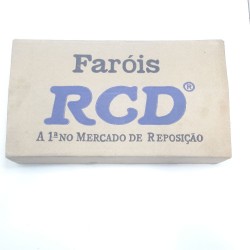 Faróis
RCD®
A 1ª NO MERCADO DE REPOSIÇÃO